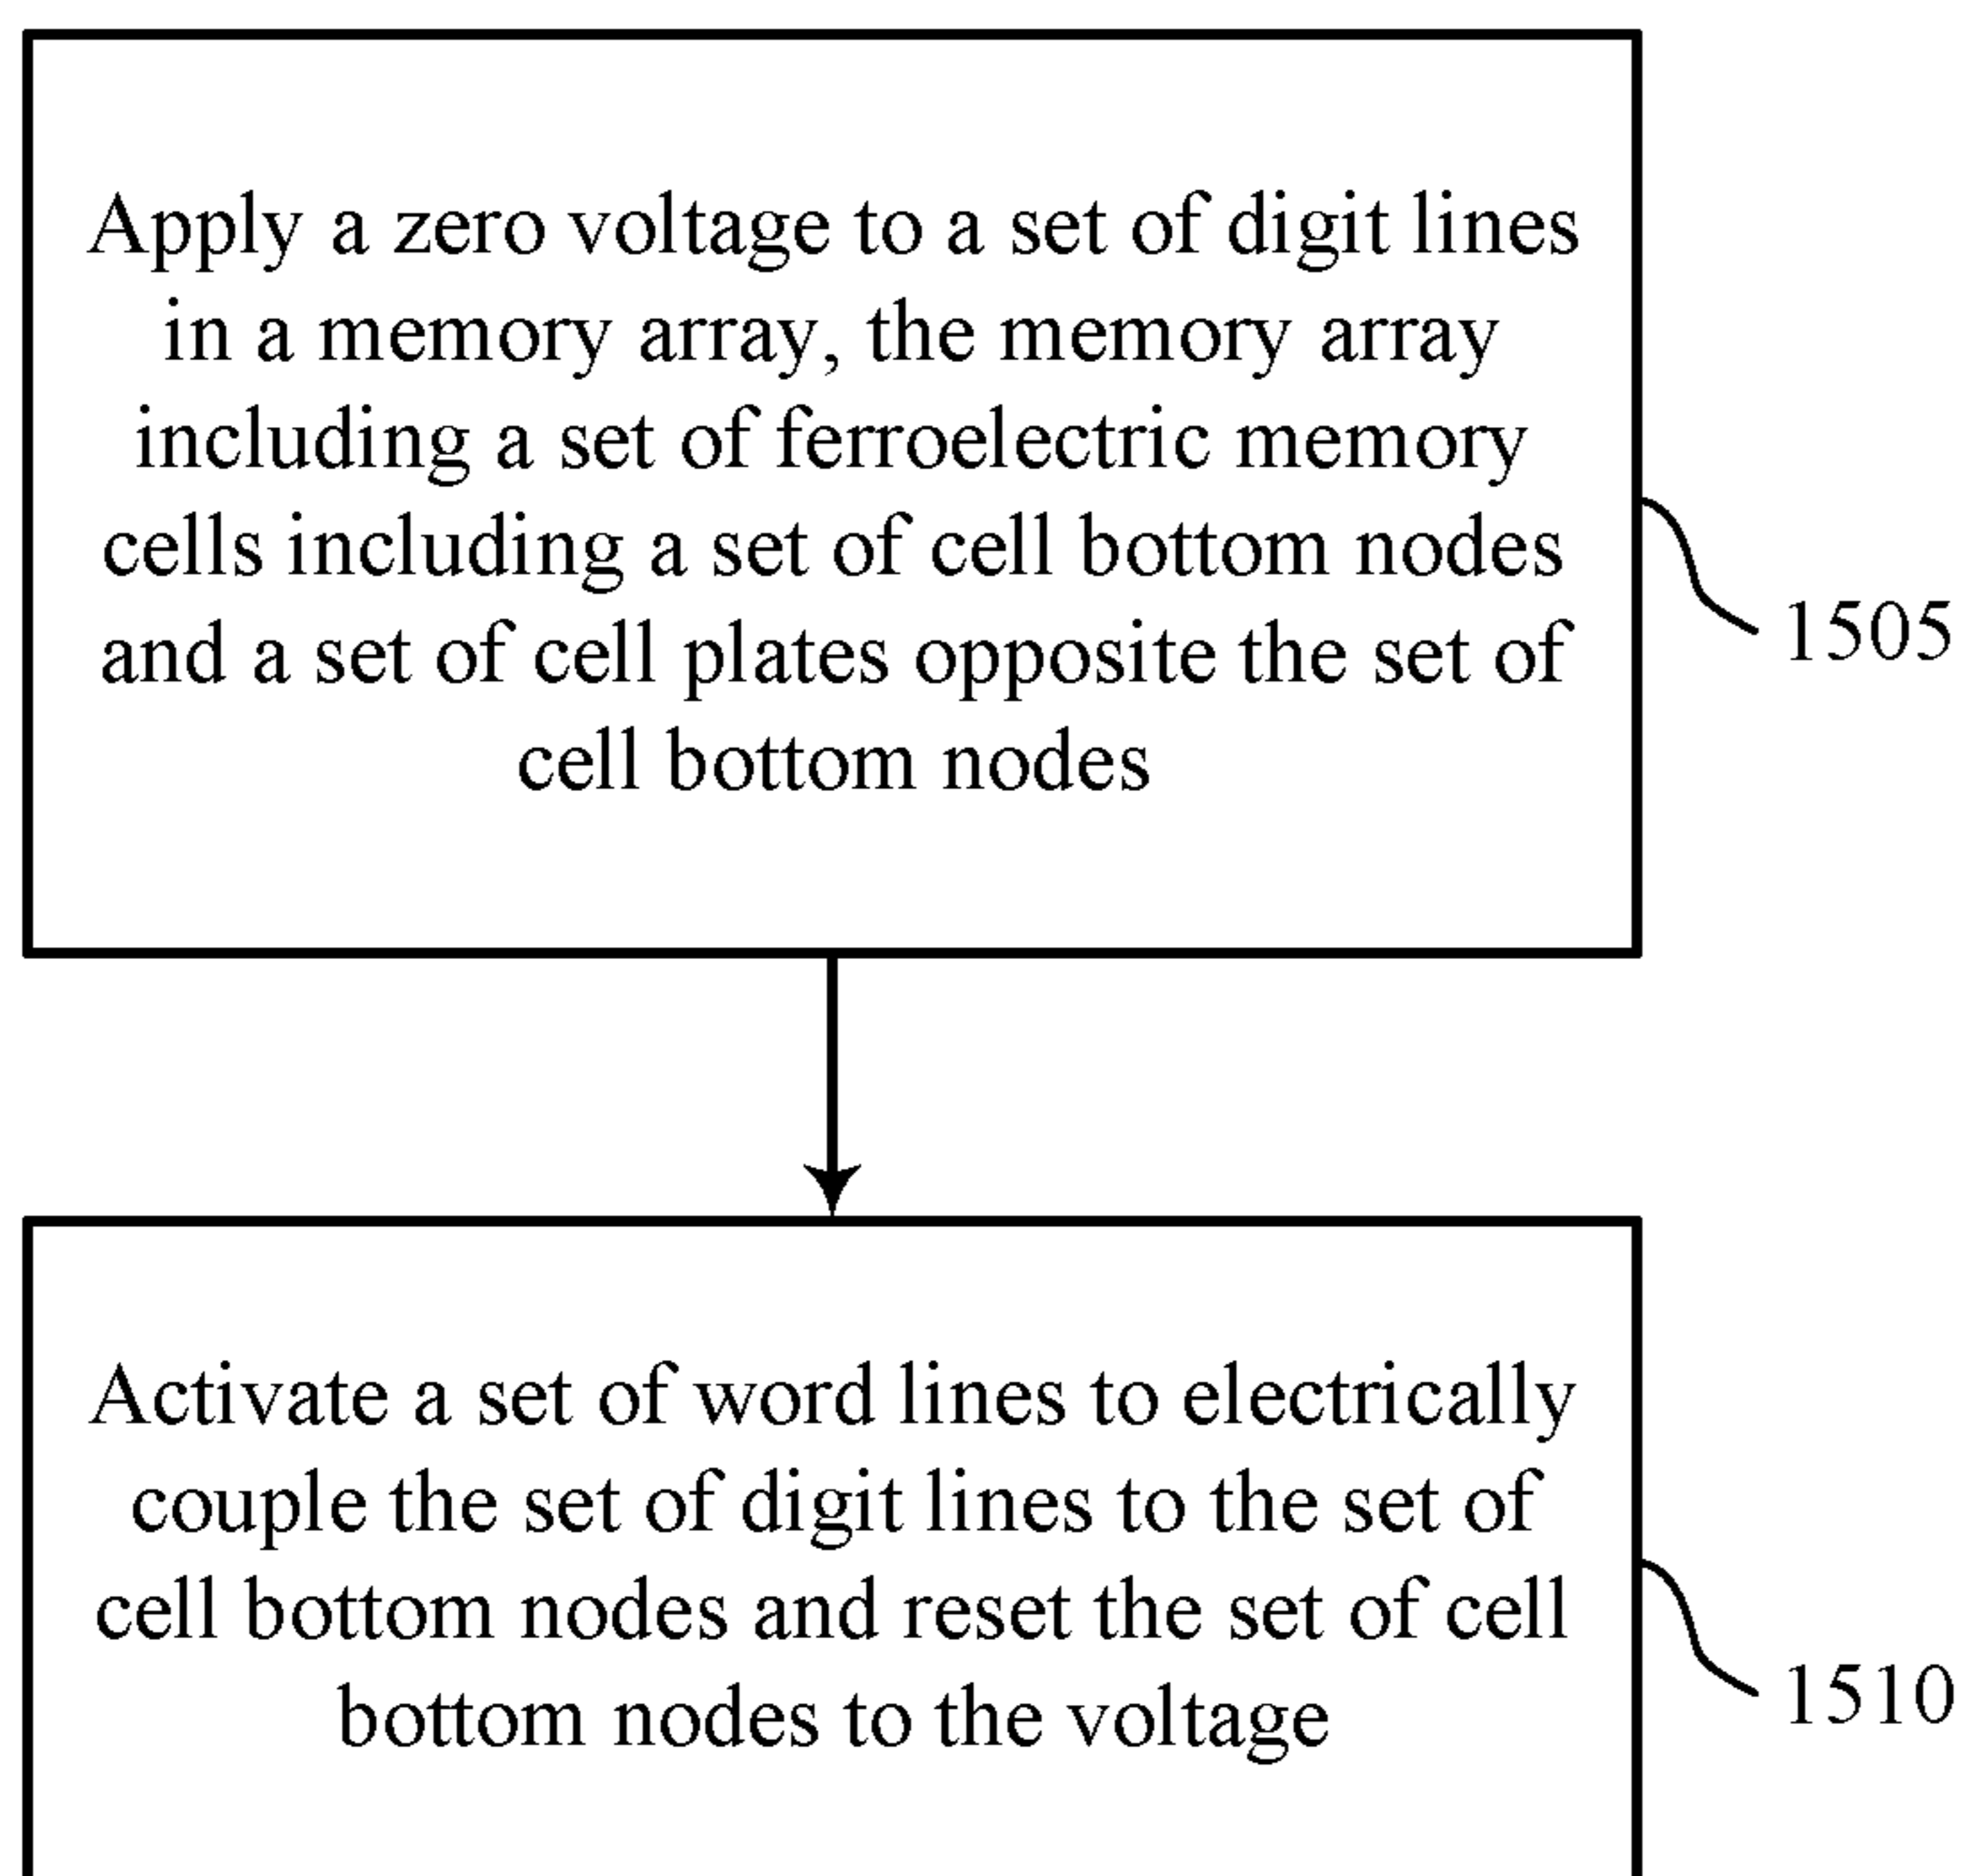 Apply a zero voltage to a set of digit lines
in a memory array, the memory array
including a set of ferroelectric memory
cells including a set of cell bottom nodes
and a set of cell plates opposite the set of
cell bottom nodes
1505
Activate a set of word lines to electrically
couple the set of digit lines to the set of
cell bottom nodes and reset the set of cell
bottom nodes to the voltage
1510